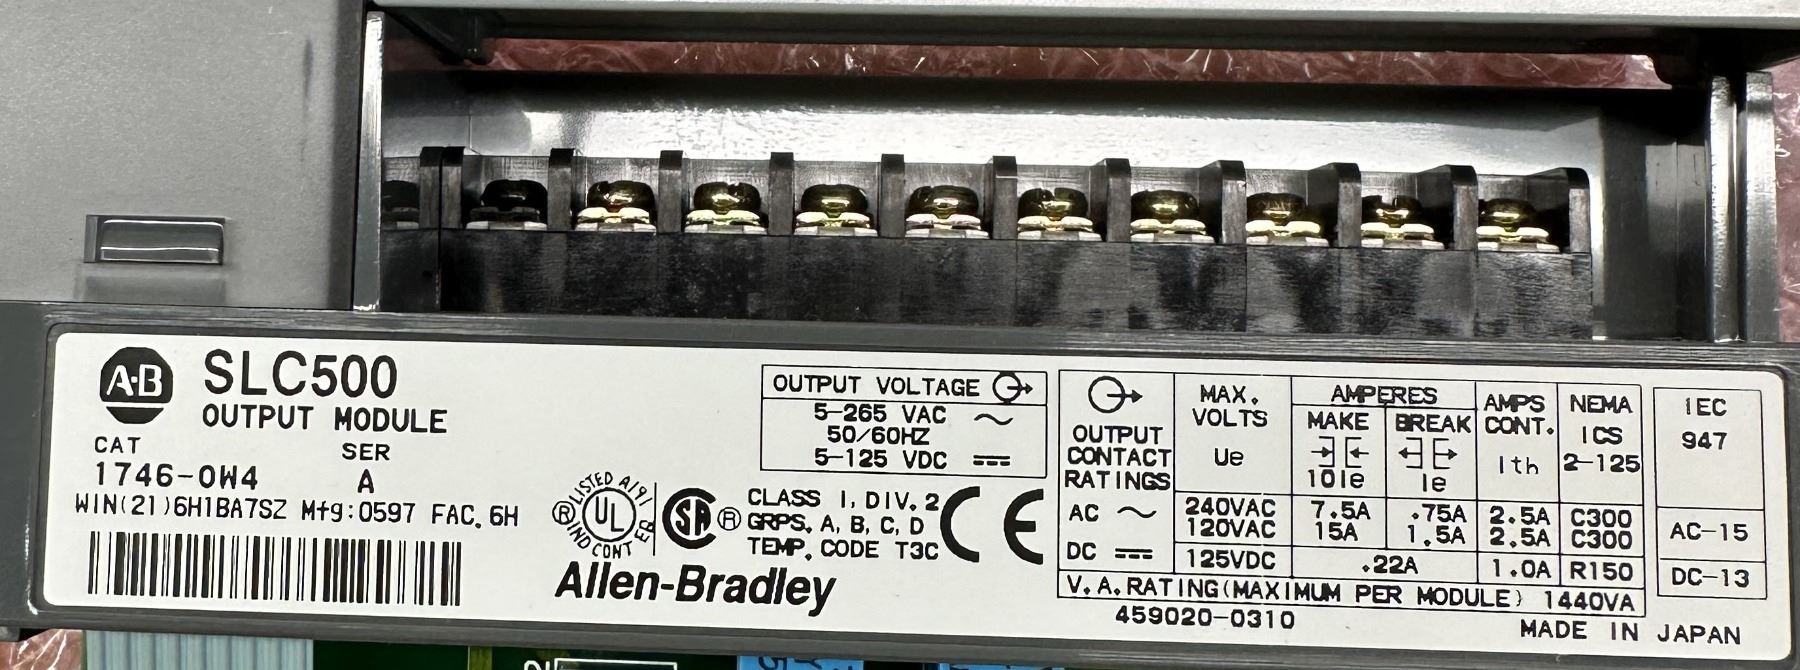 A·B
SLC500
OUTPUT MODULE
CAT
SER
1746-OW4
A
WIN(21)6H1BA7SZ Mfg:0597 FAC. 6H
LISTED A191
UL
IND CONT EQ
®
SA ®
CLASS I, DIV. 2
GRPS. A, B, C, D
TEMP. CODE T3C
CE
Allen-Bradley
OUTPUT VOLTAGE
5-265 VAC ～
50/60HZ
5-125 VDC ⎓
OUTPUT CONTACT RATINGS
MAX. VOLTS Ue
AMPERES
MAKE 10Ie
BREAK Ie
AMPS CONT. Ith
NEMA ICS 2-125
IEC 947
AC ～ 240VAC 7.5A .75A 2.5A C300
120VAC 15A 1.5A 2.5A C300
AC-15
DC ⎓ 125VDC .22A 1.0A R150
DC-13
V.A. RATING(MAXIMUM PER MODULE) 1440VA
459020-0310
MADE IN JAPAN